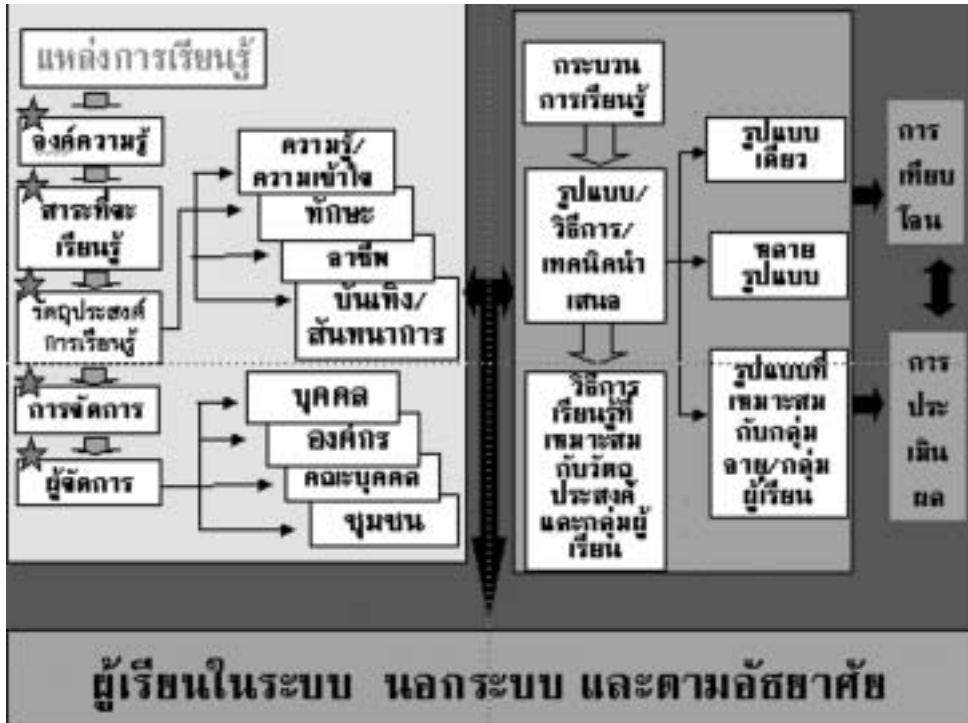 แหล่งการเรียนรู้
องค์ความรู้
สาระที่จะ
เรียนรู้
วัตถุประสงค์
การเรียนรู้
การจัดการ
ผู้จัดการ
ความรู้/
ความเข้าใจ
ทักษะ
อาชีพ
บันเทิง/
สันทนาการ
บุคคล
องค์กร
คณะบุคคล
ชุมชน
กระบวน
การเรียนรู้
รูปแบบ/
วิธีการ/
เทคนิคนำ
เสนอ
วิธีการ
เรียนรู้ที่
เหมาะสม
กับวัตถุ
ประสงค์
และกลุ่มผู้
เรียน
รูปแบบ
เดียว
หลาย
รูปแบบ
รูปแบบที่
เหมาะสม
กับกลุ่ม
อายุ/กลุ่ม
ผู้เรียน
การ
เทียบ
โอน
การ
ประ
เมิน
ผล
ผู้เรียนในระบบ นอกระบบ และตามอัธยาศัย